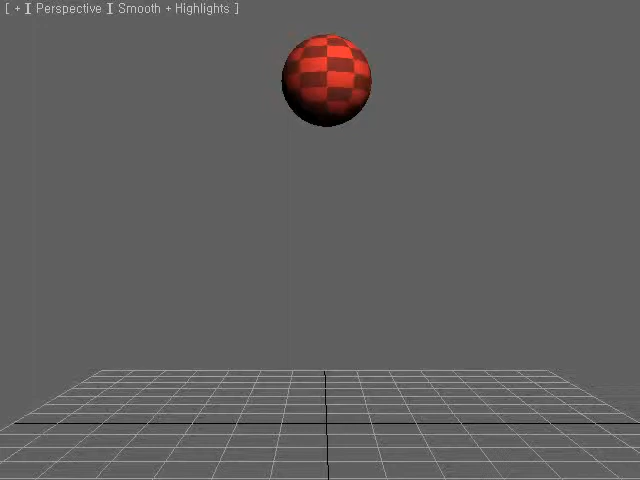 [ + ][ Perspective ][ Smooth + Highlights ]